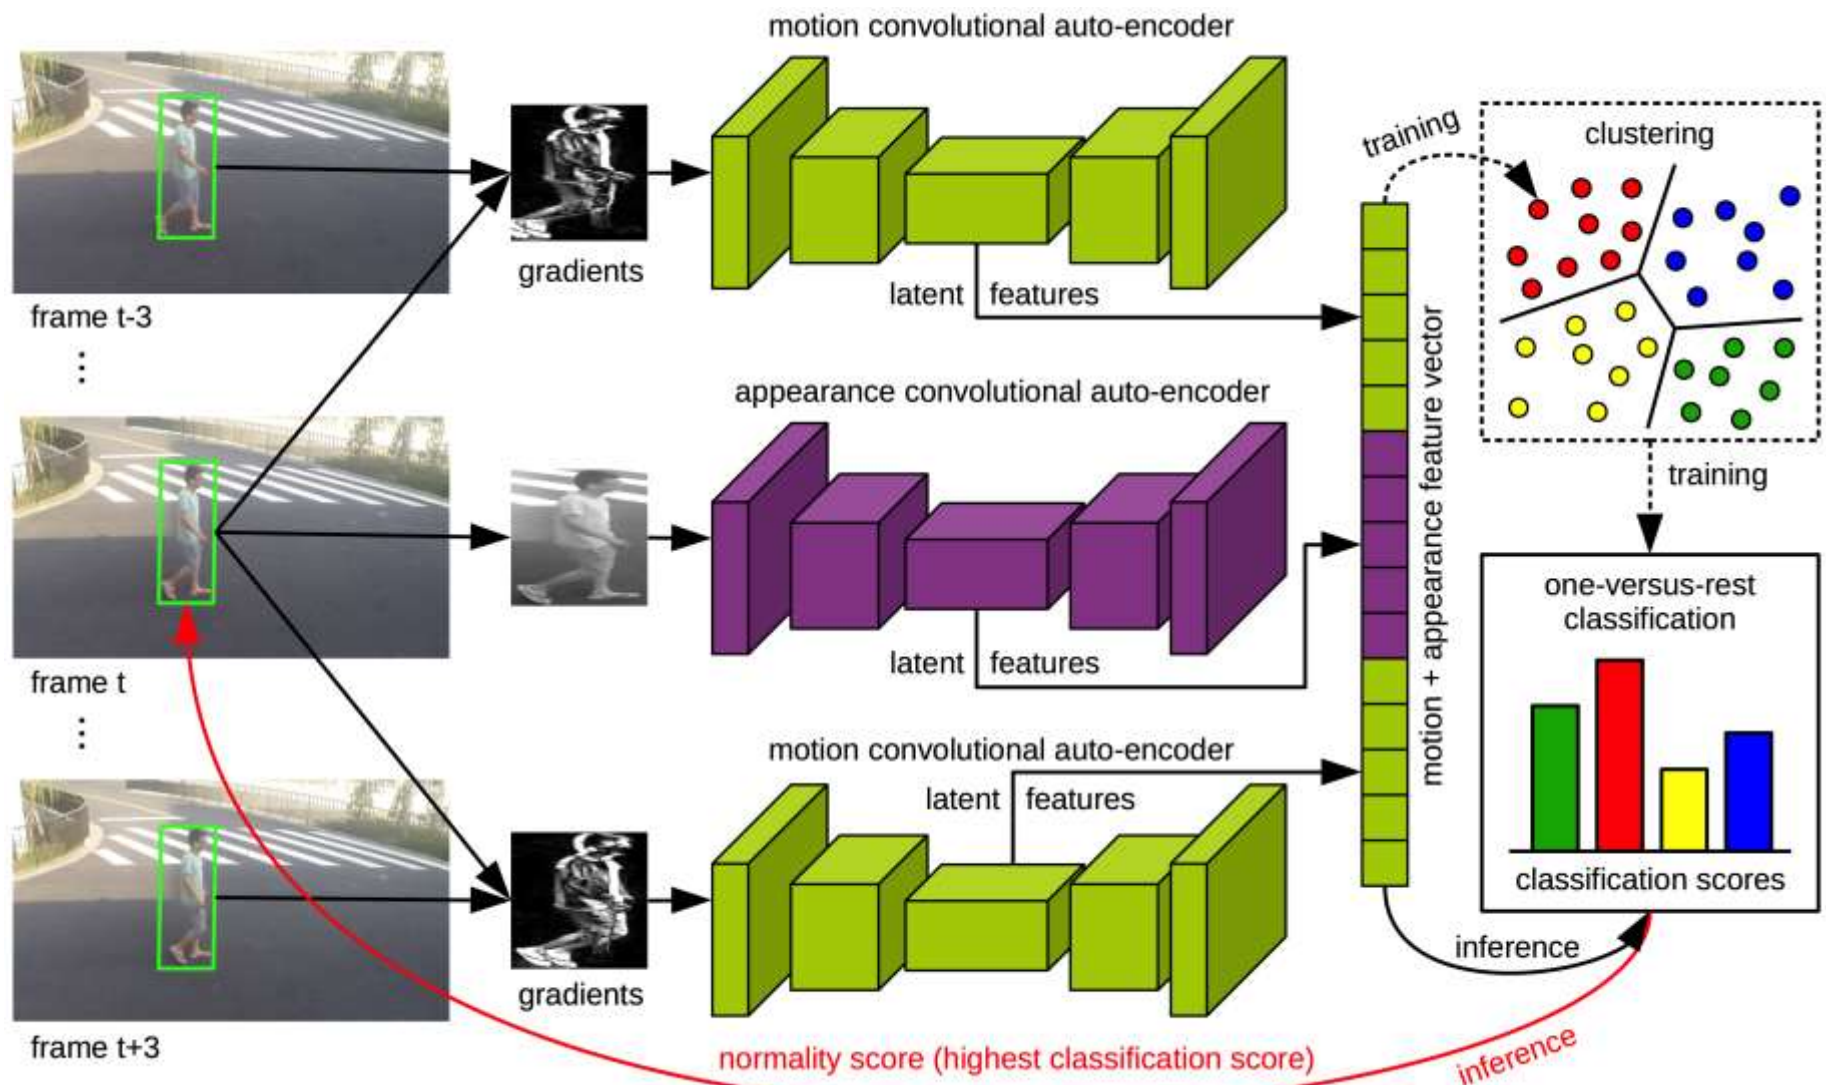 motion convolutional auto-encoder
gradients
latent features
frame t-3
⋮
appearance convolutional auto-encoder
latent features
frame t
⋮
motion convolutional auto-encoder
latent features
gradients
frame t+3
motion + appearance feature vector
training
clustering
training
one-versus-rest
classification
classification scores
inference
inference
normality score (highest classification score)